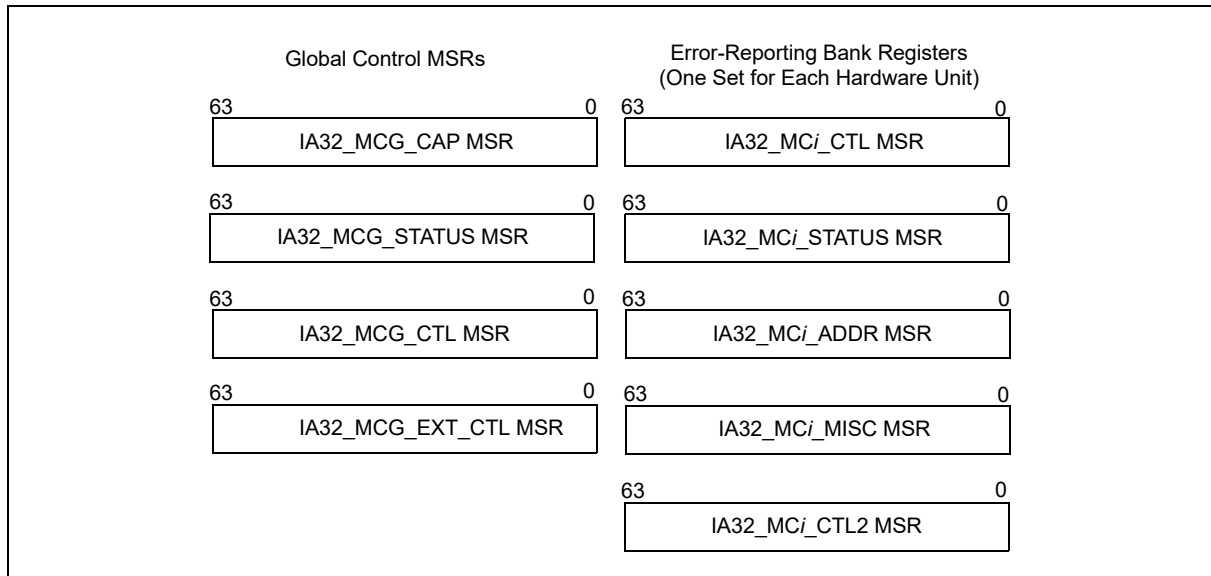 Global Control MSRs
63 0
IA32_MCG_CAP MSR
63 0
IA32_MCG_STATUS MSR
63 0
IA32_MCG_CTL MSR
63 0
IA32_MCG_EXT_CTL MSR
Error-Reporting Bank Registers
(One Set for Each Hardware Unit)
63 0
IA32_MCi_CTL MSR
63 0
IA32_MCi_STATUS MSR
63 0
IA32_MCi_ADDR MSR
63 0
IA32_MCi_MISC MSR
63 0
IA32_MCi_CTL2 MSR